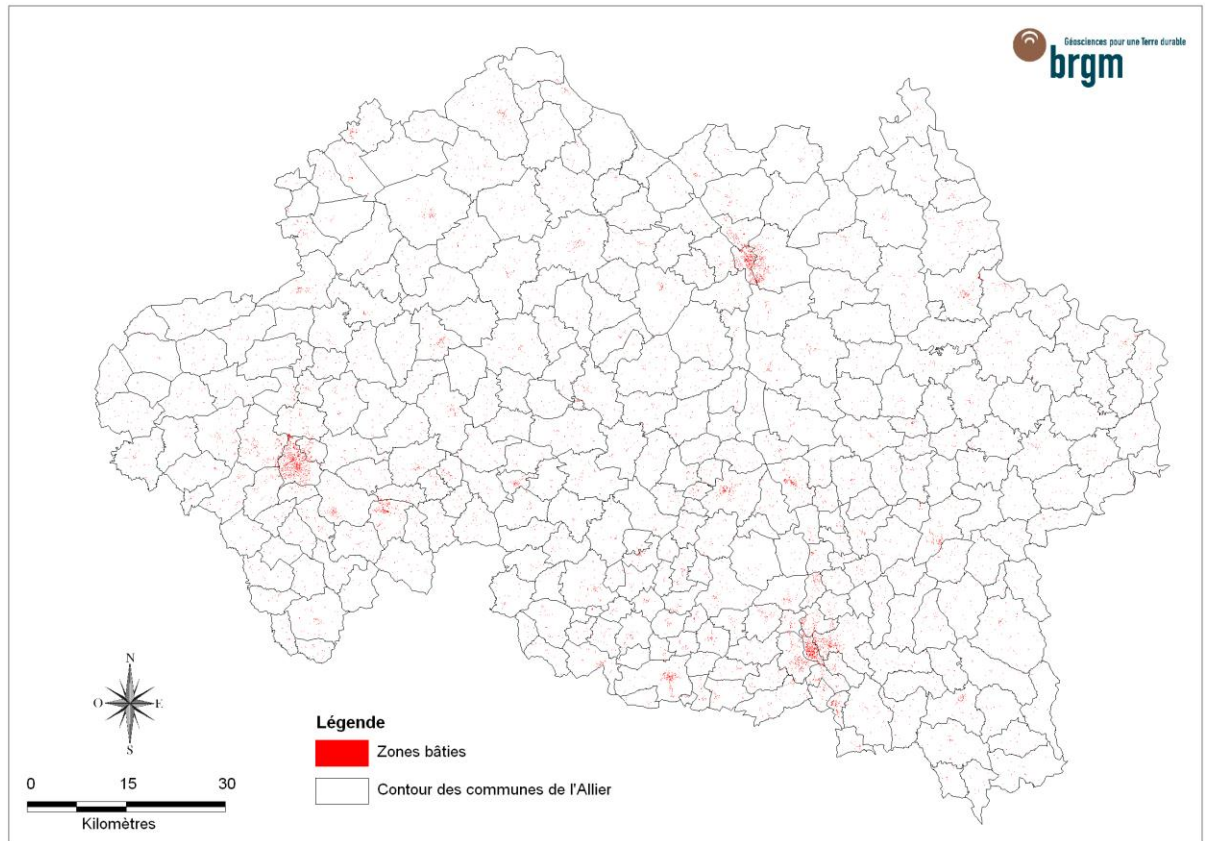 Géosciences pour une Terre durable
brgm
N
O
E
S
0 15 30
Kilomètres
Légende
Zones bâties
Contour des communes de l'Allier